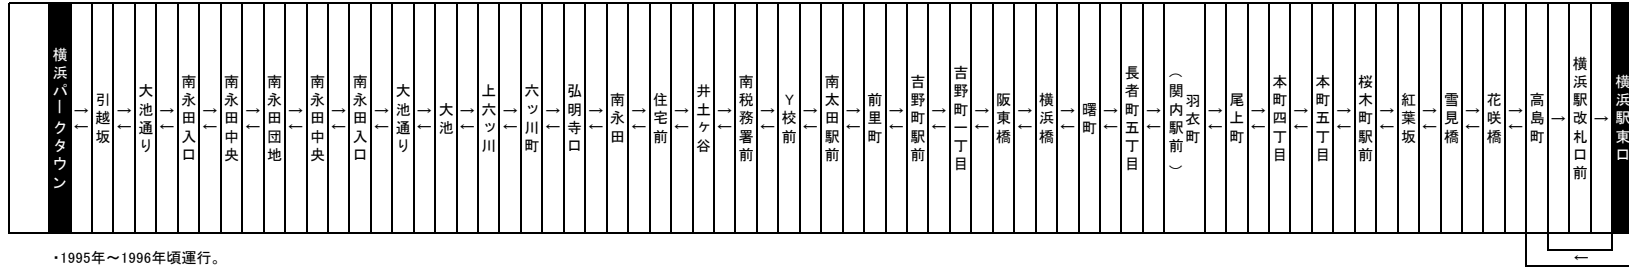 横浜パークタウン
→
←
引越坂
→
←
大池通り
→
←
南永田入口
→
←
南永田中央
→
←
南永田団地
→
←
南永田中央
→
←
南永田入口
→
←
大池通り
→
←
大池
→
←
上六ッ川
→
←
六ッ川町
→
←
弘明寺口
→
←
南永田
→
←
住宅前
→
←
井土ヶ谷
→
←
南税務署前
→
←
Y校前
→
←
南太田駅前
→
←
前里町
→
←
吉野町駅前
→
←
吉野町一丁目
→
←
阪東橋
→
←
横浜橋
→
←
曙町
→
←
長者町五丁目
→
←
羽衣町
(関内駅前)
→
←
尾上町
→
←
本町四丁目
→
←
本町五丁目
→
←
桜木町駅前
→
←
紅葉坂
→
←
雪見橋
→
←
花咲橋
→
←
高島町
→
横浜駅改札口前
→
横浜駅東口
←
・1995年～1996年頃運行。